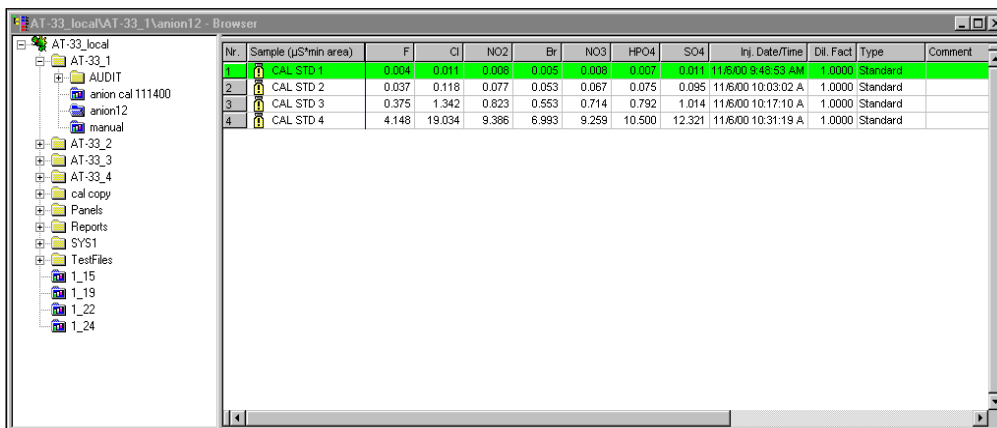 AT-33_local\AT-33_1\anion12 - Browser
AT-33_local
AT-33_1
AUDIT
anion cal 111400
anion12
manual
AT-33_2
AT-33_3
AT-33_4
cal copy
Panels
Reports
SYS1
TestFiles
1_15
1_19
1_22
1_24
Nr. Sample (µS*min area) F Cl NO2 Br NO3 HPO4 SO4 Inj. Date/Time Dil. Fact Type Comment
1 CAL STD 1 0.004 0.011 0.008 0.005 0.008 0.007 0.011 11/6/00 9:48:53 AM 1.0000 Standard
2 CAL STD 2 0.037 0.118 0.077 0.053 0.067 0.075 0.095 11/6/00 10:03:02 A 1.0000 Standard
3 CAL STD 3 0.375 1.342 0.823 0.553 0.714 0.792 1.014 11/6/00 10:17:10 A 1.0000 Standard
4 CAL STD 4 4.148 19.034 9.386 6.993 9.259 10.500 12.321 11/6/00 10:31:19 A 1.0000 Standard